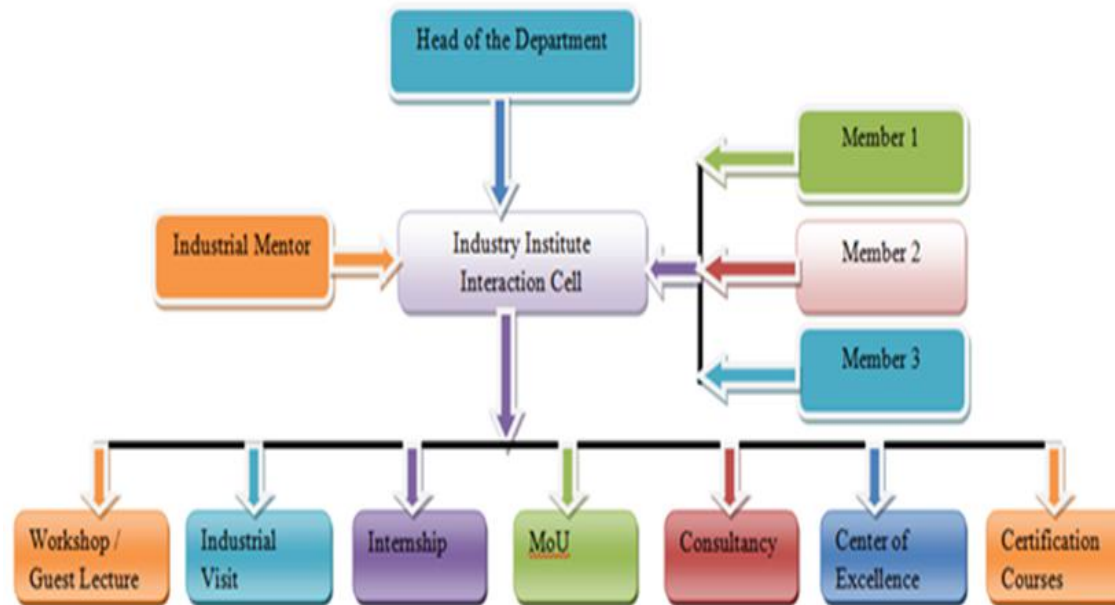 Head of the Department
Member 1
Industrial Mentor
Industry Institute
Interaction Cell
Member 2
Member 3
Workshop /
Guest Lecture
Industrial
Visit
Internship
MoU
Consultancy
Center of
Excellence
Certification
Courses